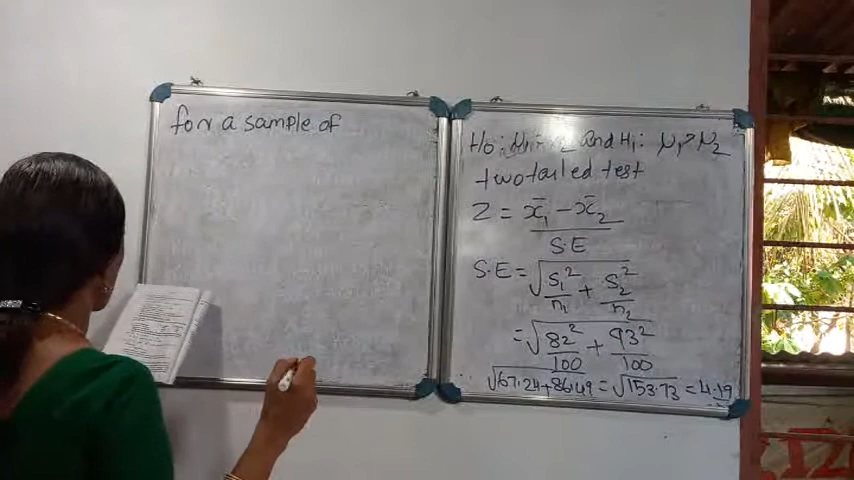 for a sample of
H0: μ1 = μ2 and H1: μ1 > μ2
two tailed test
Z = x̄1 - x̄2 / S.E
S.E = √(S1²/n1 + S2²/n2)
= √(82²/100 + 93²/100)
√67.24+86.49 = √153.73 = 4.19